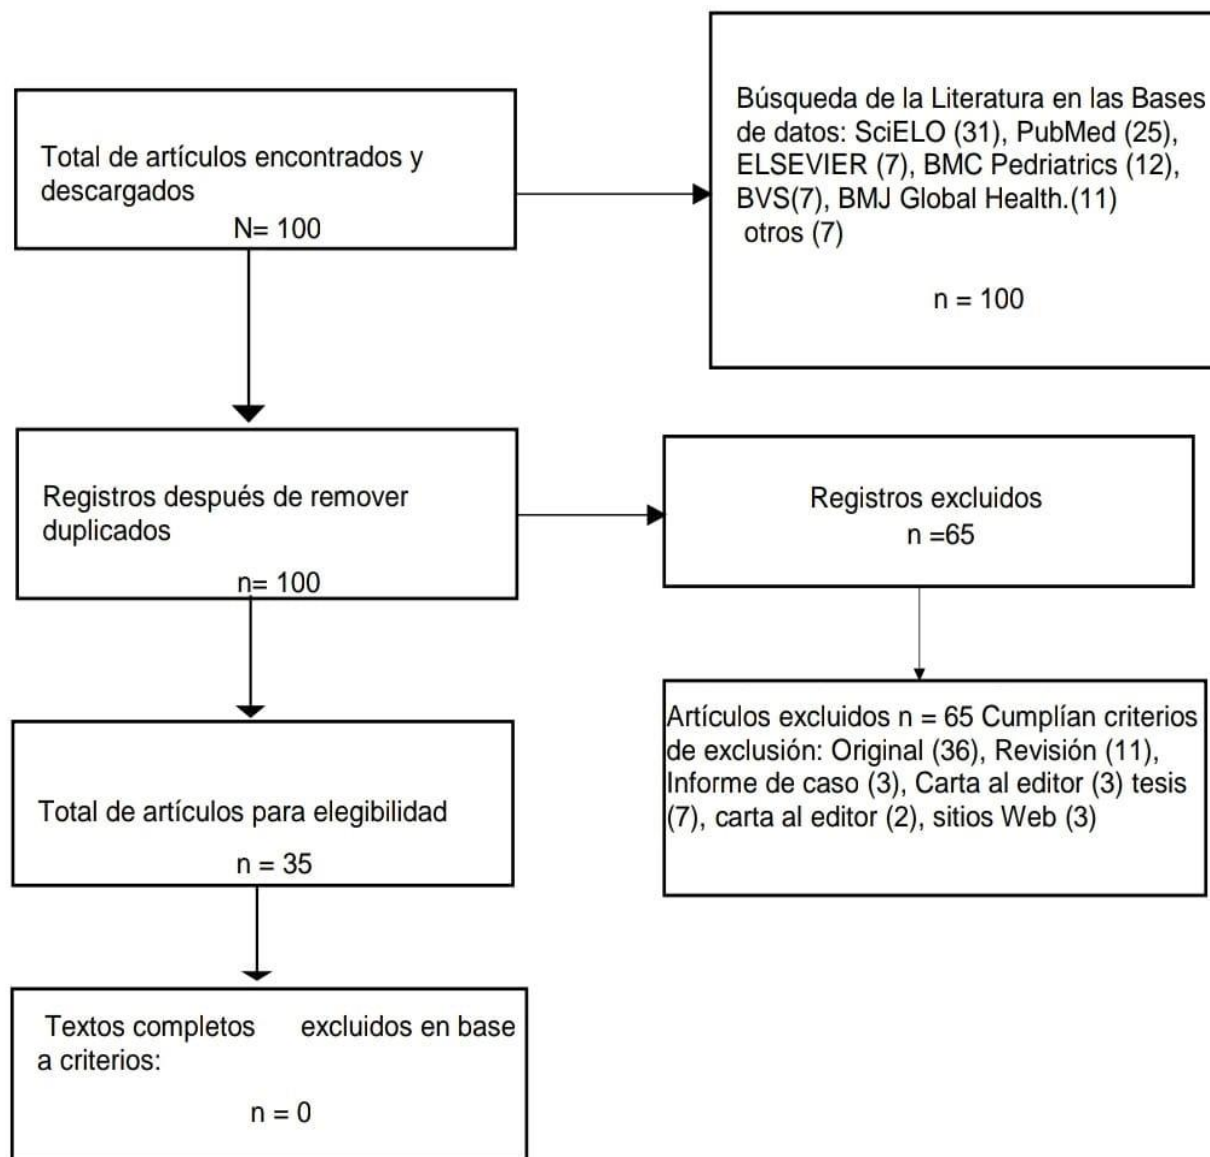 Total de artículos encontrados y
descargados
N= 100
Búsqueda de la Literatura en las Bases
de datos: SciELO (31), PubMed (25),
ELSEVIER (7), BMC Pedriatrics (12),
BVS(7), BMJ Global Health.(11)
otros (7)
n = 100
Registros después de remover
duplicados
n= 100
Registros excluidos
n =65
Artículos excluidos n = 65 Cumplían criterios
de exclusión: Original (36), Revisión (11),
Informe de caso (3), Carta al editor (3) tesis
(7), carta al editor (2), sitios Web (3)
Total de artículos para elegibilidad
n = 35
Textos completos excluidos en base
a criterios:
n = 0